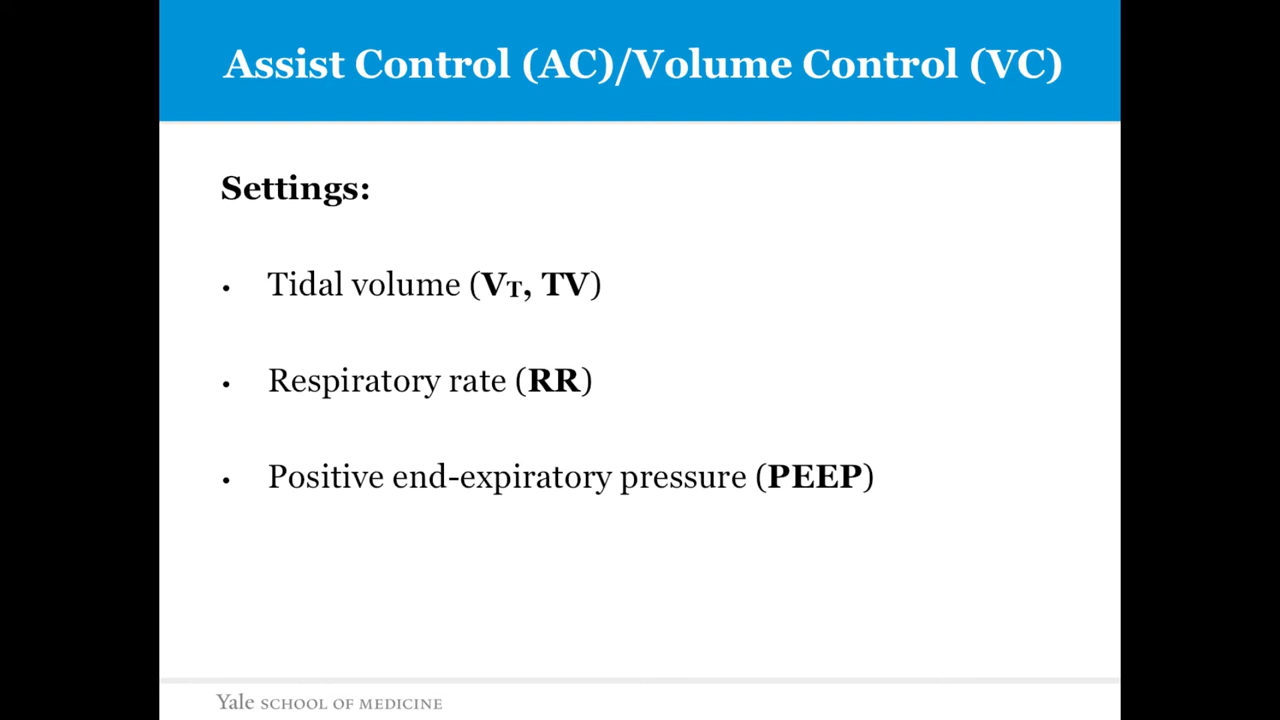 Assist Control (AC)/Volume Control (VC)
Settings:
• Tidal volume (VT, TV)
• Respiratory rate (RR)
• Positive end-expiratory pressure (PEEP)
Yale SCHOOL OF MEDICINE